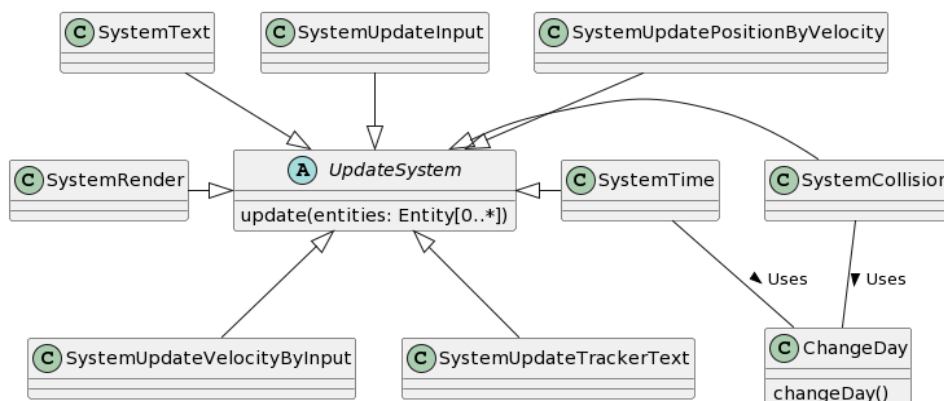 C SystemText
C SystemUpdateInput
C SystemUpdatePositionByVelocity
C SystemRender
A UpdateSystem
update(entities: Entity[0..*])
C SystemTime
C SystemCollision
Uses
Uses
C SystemUpdateVelocityByInput
C SystemUpdateTrackerText
C ChangeDay
changeDay()